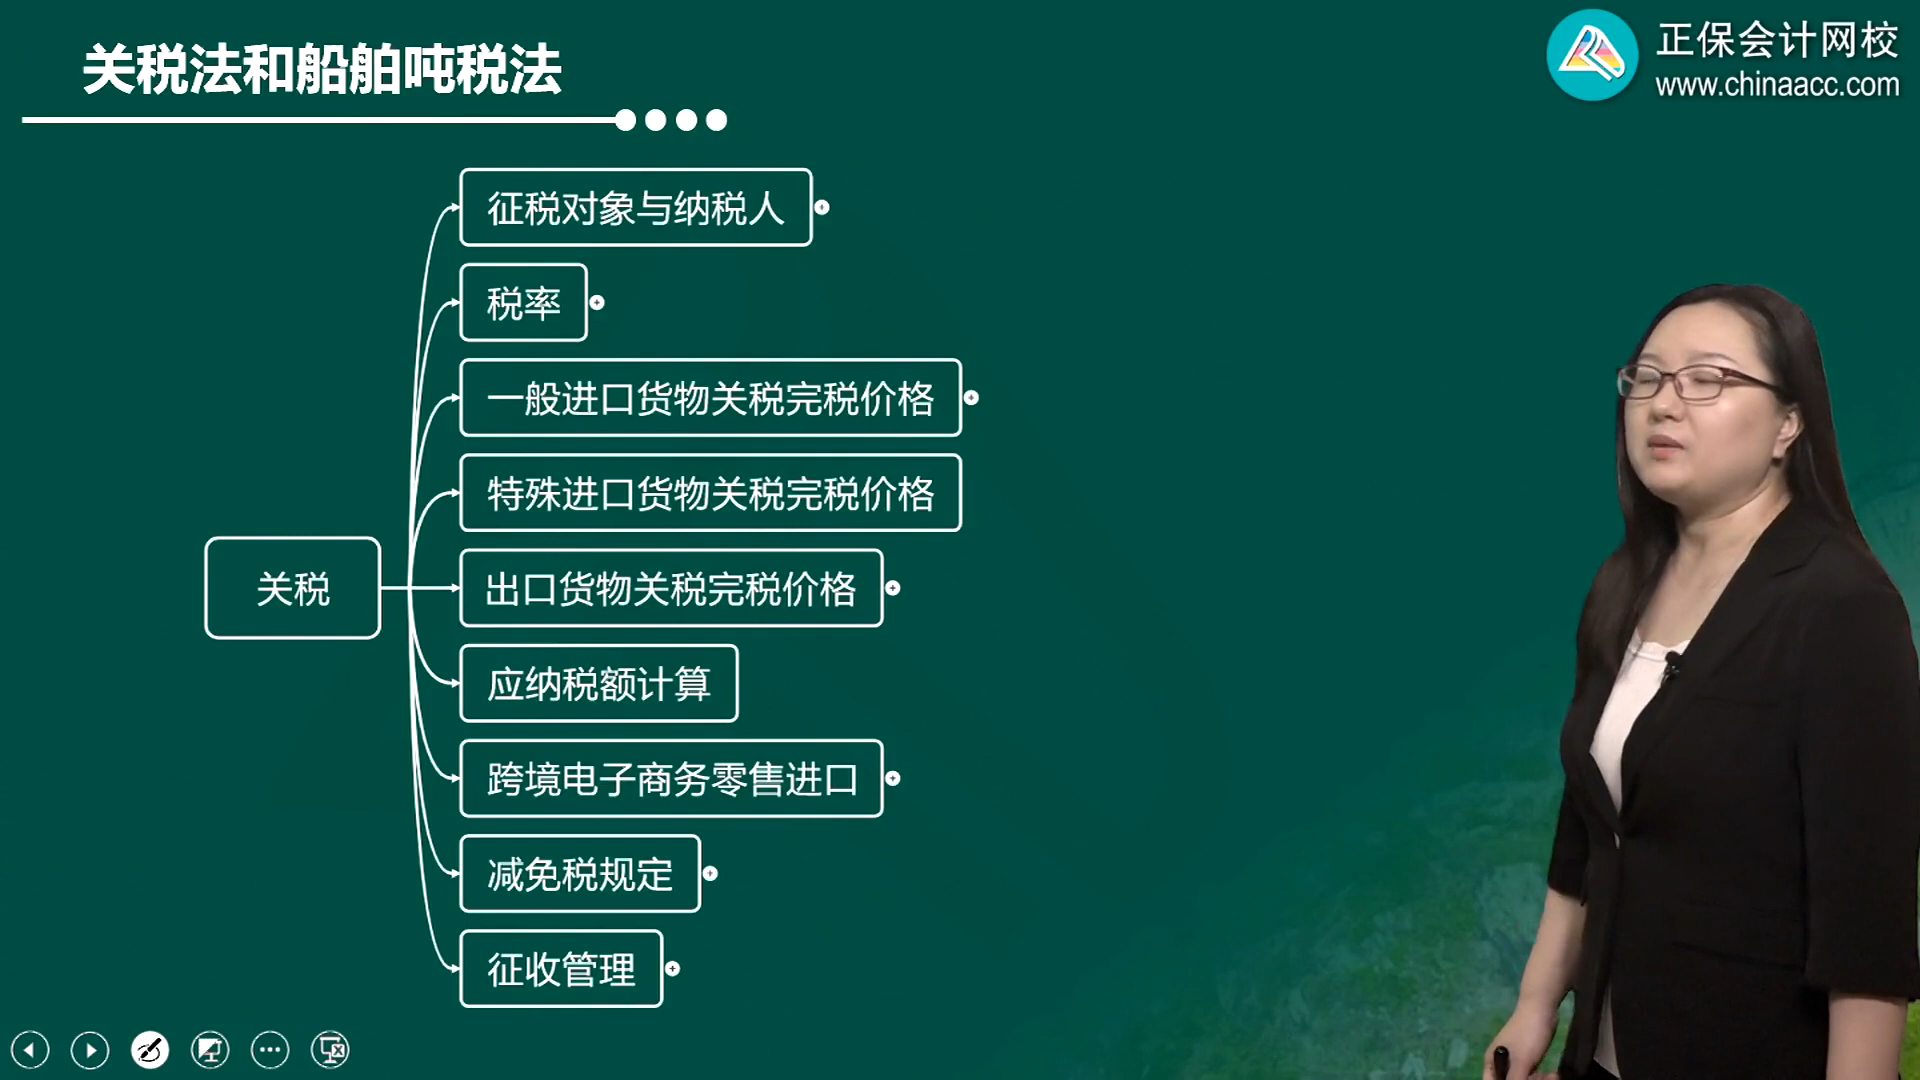 关税法和船舶吨税法
正保会计网校
www.chinaacc.com
征税对象与纳税人
税率
一般进口货物关税完税价格
特殊进口货物关税完税价格
关税
出口货物关税完税价格
应纳税额计算
跨境电子商务零售进口
减免税规定
征收管理